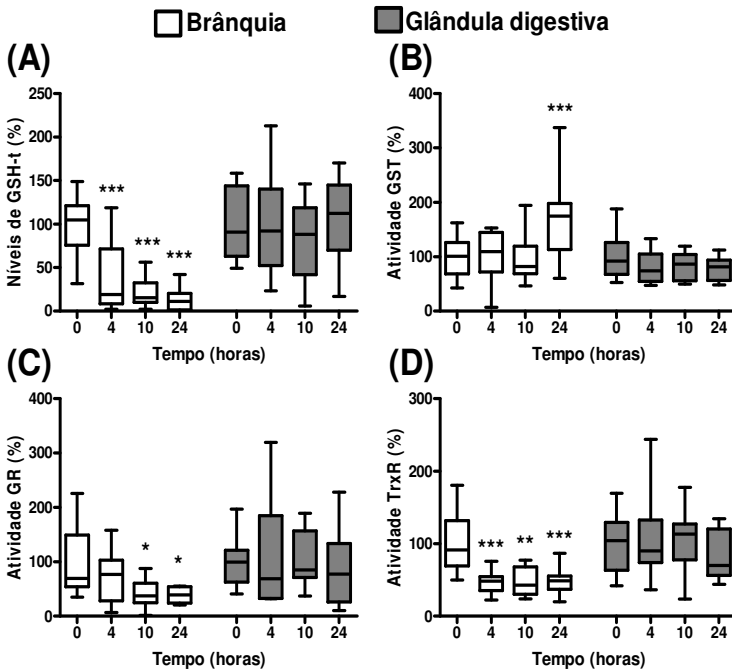 Brânquia
Glândula digestiva
(A)
Níveis de GSH-t (%)
250
200
150
100
50
0
***
***
***
0 4 10 24 0 4 10 24
Tempo (horas)
(B)
Atividade GST (%)
400
300
200
100
0
***
0 4 10 24 0 4 10 24
Tempo (horas)
(C)
Atividade GR (%)
400
300
200
100
0
*
*
0 4 10 24 0 4 10 24
Tempo (horas)
(D)
Atividade TrxR (%)
300
200
100
0
***
**
***
0 4 10 24 0 4 10 24
Tempo (horas)